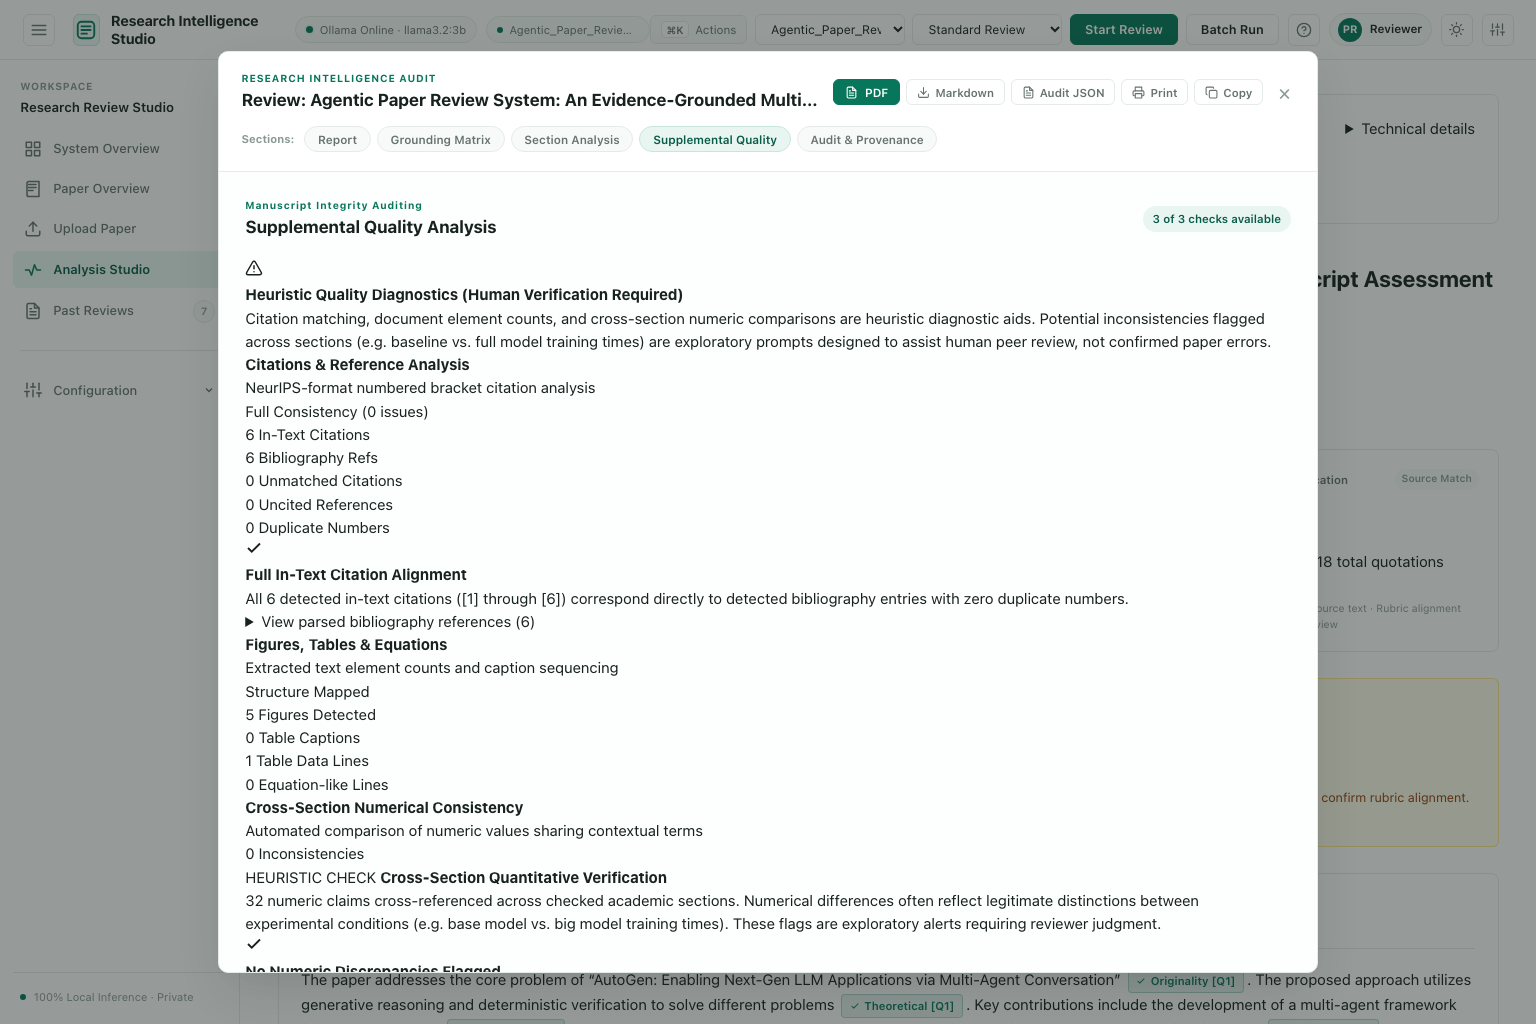 Research Intelligence
Studio
Ollama Online · llama3.2:3b
Agentic_Paper_Revie...
⌘K Actions
Agentic_Paper_Rev
Standard Review
Start Review
Batch Run
PR Reviewer
WORKSPACE
Research Review Studio
System Overview
Paper Overview
Upload Paper
Analysis Studio
Past Reviews 7
Configuration
100% Local Inference · Private
RESEARCH INTELLIGENCE AUDIT
Review: Agentic Paper Review System: An Evidence-Grounded Multi...
PDF
Markdown
Audit JSON
Print
Copy
Sections: Report Grounding Matrix Section Analysis Supplemental Quality Audit & Provenance
Manuscript Integrity Auditing
Supplemental Quality Analysis
3 of 3 checks available
Heuristic Quality Diagnostics (Human Verification Required)
Citation matching, document element counts, and cross-section numeric comparisons are heuristic diagnostic aids. Potential inconsistencies flagged
across sections (e.g. baseline vs. full model training times) are exploratory prompts designed to assist human peer review, not confirmed paper errors.
Citations & Reference Analysis
NeurIPS-format numbered bracket citation analysis
Full Consistency (0 issues)
6 In-Text Citations
6 Bibliography Refs
0 Unmatched Citations
0 Uncited References
0 Duplicate Numbers
Full In-Text Citation Alignment
All 6 detected in-text citations ([1] through [6]) correspond directly to detected bibliography entries with zero duplicate numbers.
View parsed bibliography references (6)
Figures, Tables & Equations
Extracted text element counts and caption sequencing
Structure Mapped
5 Figures Detected
0 Table Captions
1 Table Data Lines
0 Equation-like Lines
Cross-Section Numerical Consistency
Automated comparison of numeric values sharing contextual terms
0 Inconsistencies
HEURISTIC CHECK Cross-Section Quantitative Verification
32 numeric claims cross-referenced across checked academic sections. Numerical differences often reflect legitimate distinctions between
experimental conditions (e.g. base model vs. big model training times). These flags are exploratory alerts requiring reviewer judgment.
No Numeric Discrepancies Flagged
Technical details
cript Assessment
cation
Source Match
18 total quotations
ource text · Rubric alignment
view
confirm rubric alignment.
The paper addresses the core problem of “AutoGen: Enabling Next-Gen LLM Applications via Multi-Agent Conversation” Originality [Q1] . The proposed approach utilizes
generative reasoning and deterministic verification to solve different problems Theoretical [Q1] . Key contributions include the development of a multi-agent framework